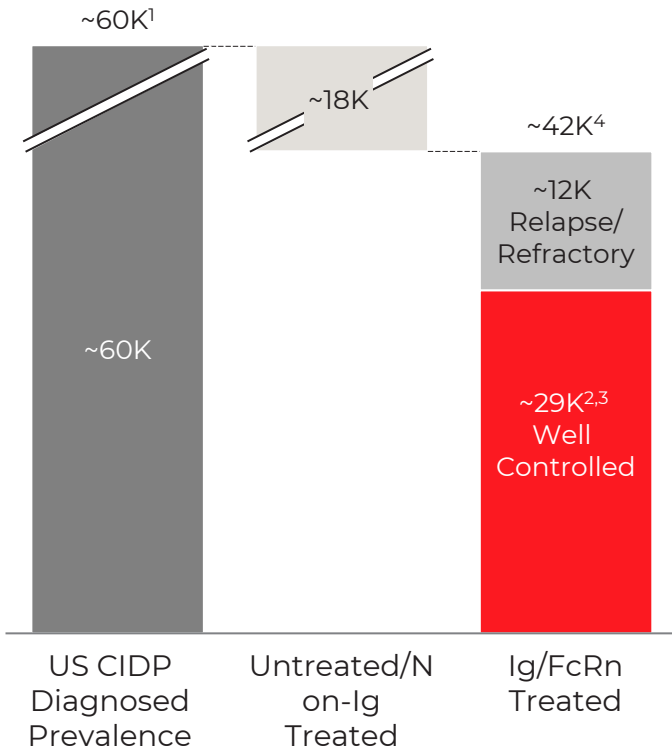 ~60K¹
~18K
~42K⁴
~12K
Relapse/
Refractory
~60K
~29K²,³
Well
Controlled
US CIDP
Diagnosed
Prevalence
Untreated/N
on-Ig
Treated
Ig/FcRn
Treated